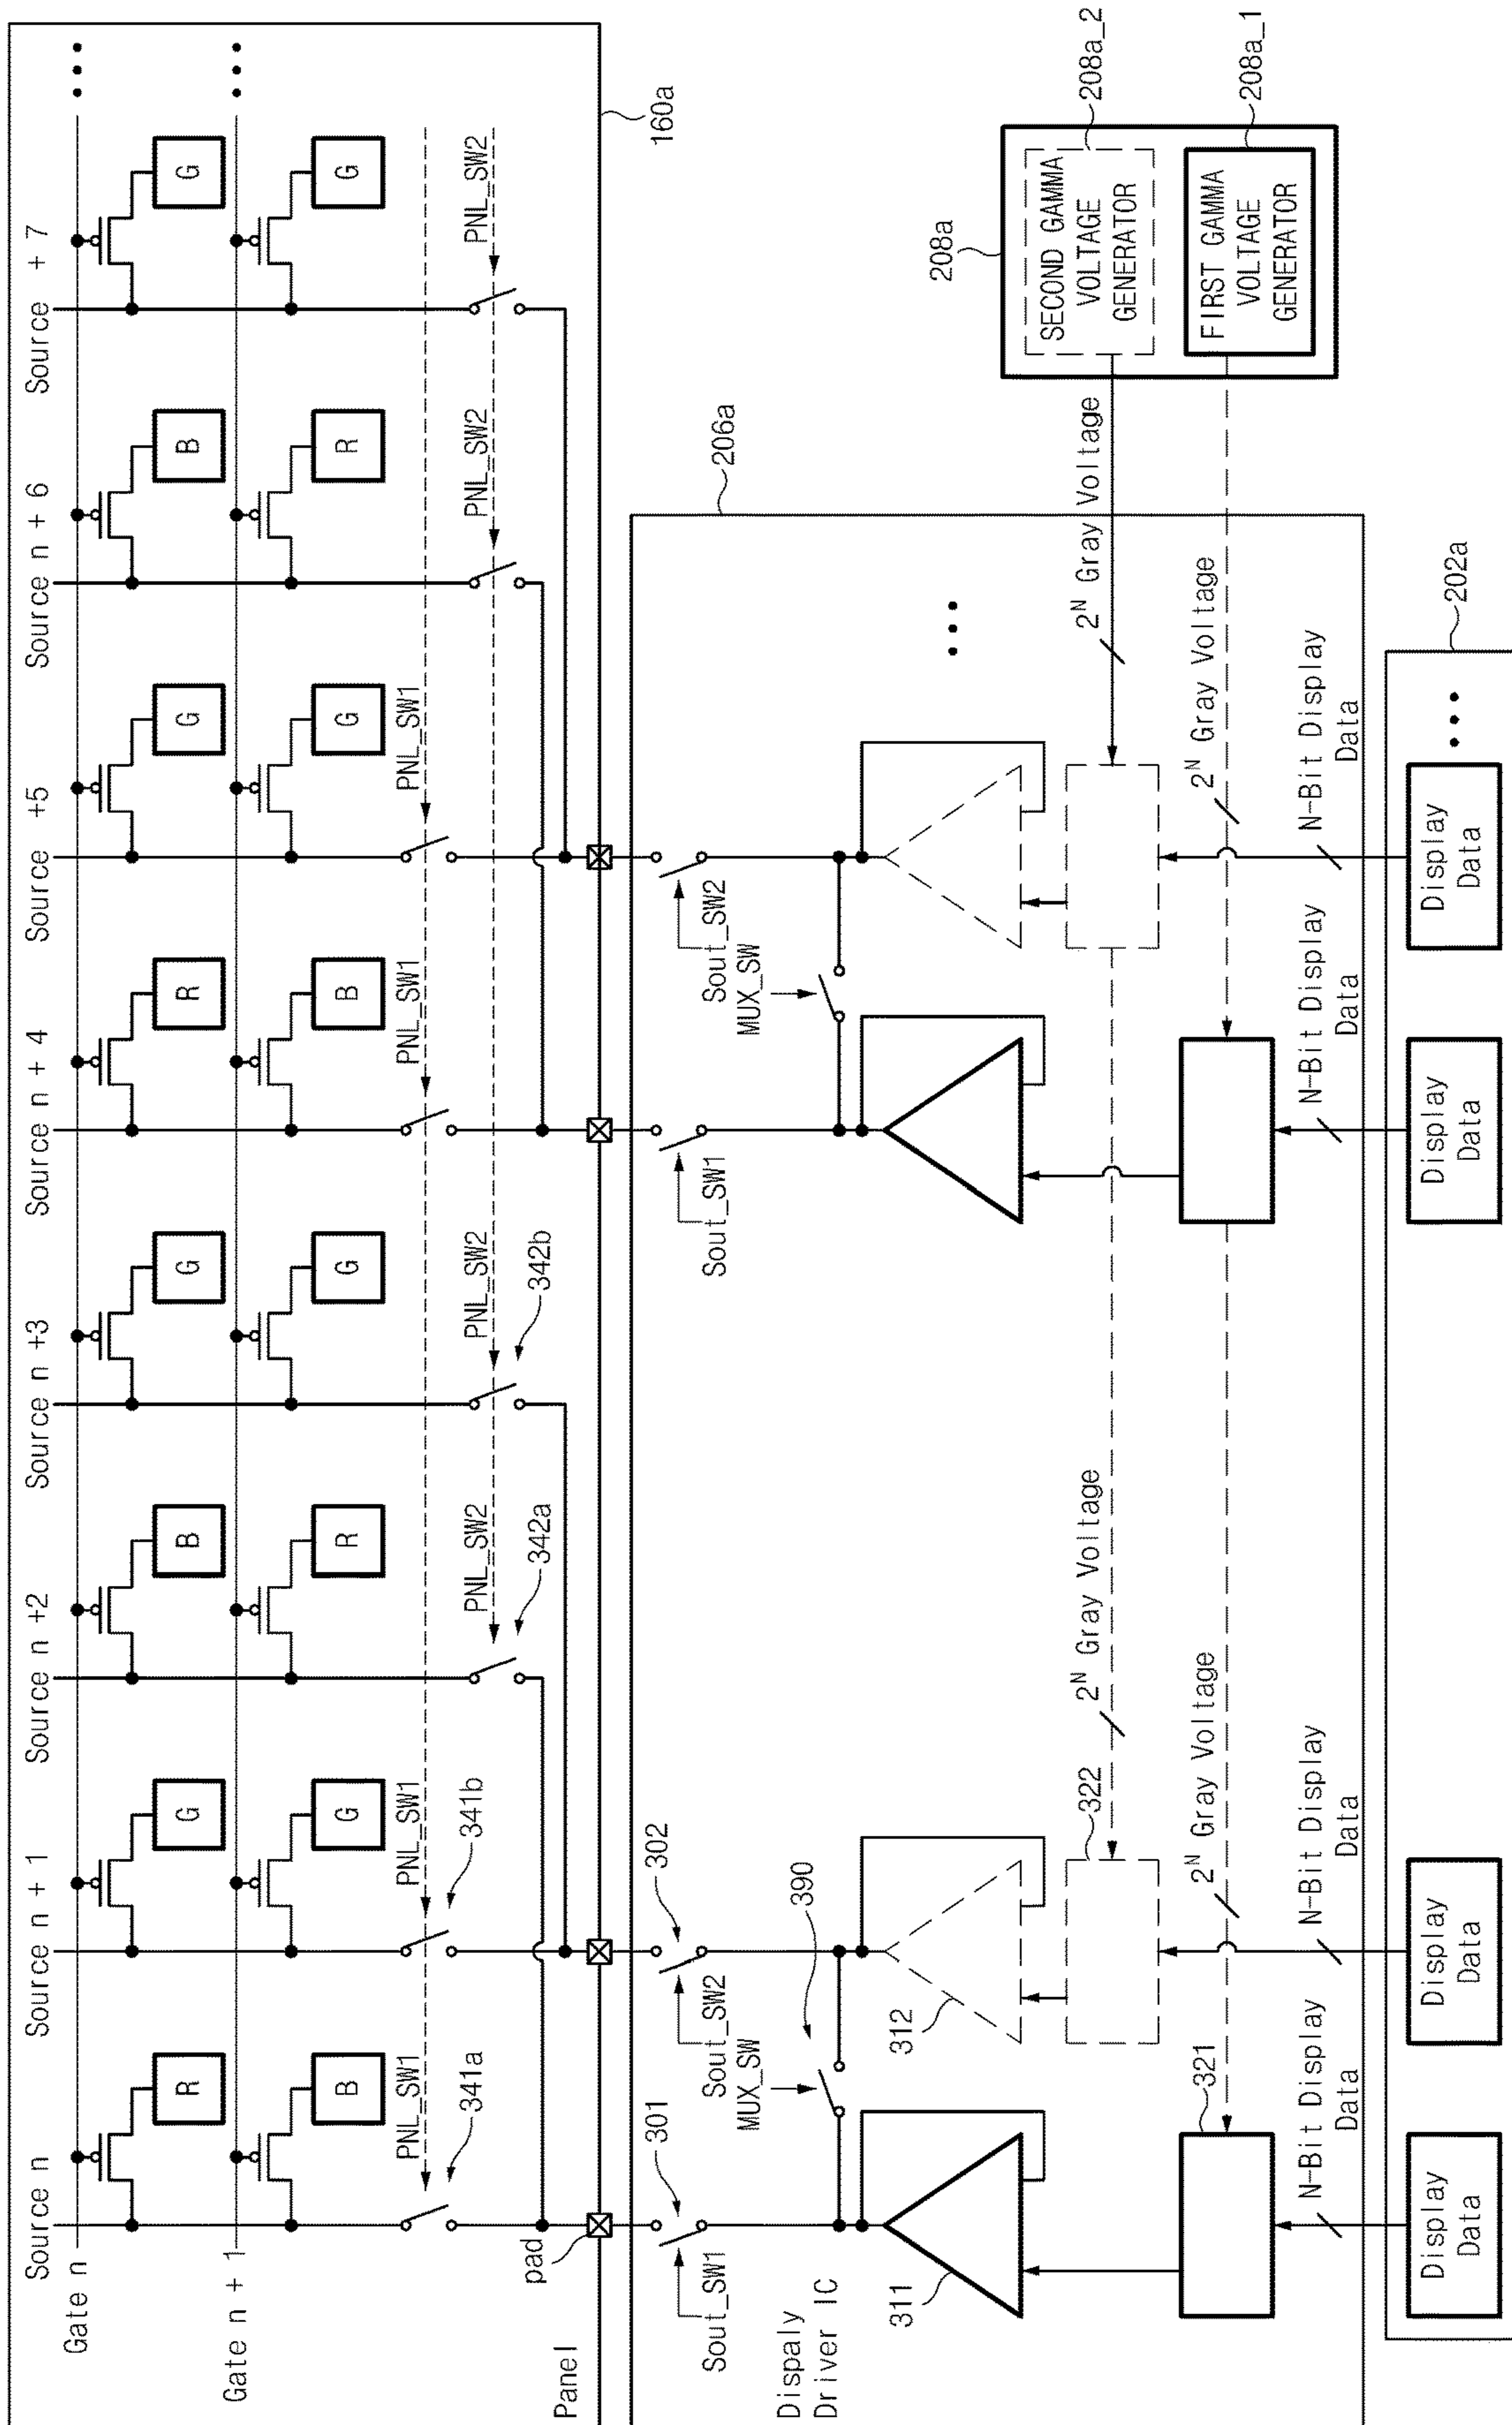 Source n
Source n + 1
Source n +2
Source n +3
Source n + 4
Source +5
Source n + 6
Source + 7
Gate n
R
G
B
G
R
G
B
G
Gate n + 1
B
G
R
G
B
G
R
G
PNL_SW1
PNL_SW1
PNL_SW2
PNL_SW2
PNL_SW1
PNL_SW1
PNL_SW2
PNL_SW2
341a
341b
342a
342b
pad
Panel
160a
301
302
Sout_SW1
Sout_SW2
Sout_SW1
Sout_SW2
MUX_SW
MUX_SW
390
206a
Dispaly
Driver IC
311
312
322
321
2N Gray Voltage
2N Gray Voltage
2N Gray Voltage
2N Gray Voltage
208a
SECOND GAMMA
VOLTAGE
GENERATOR
208a_2
FIRST GAMMA
VOLTAGE
GENERATOR
208a_1
N-Bit Display
Data
N-Bit Display
Data
N-Bit Display
Data
N-Bit Display
Data
202a
Display
Data
Display
Data
Display
Data
Display
Data